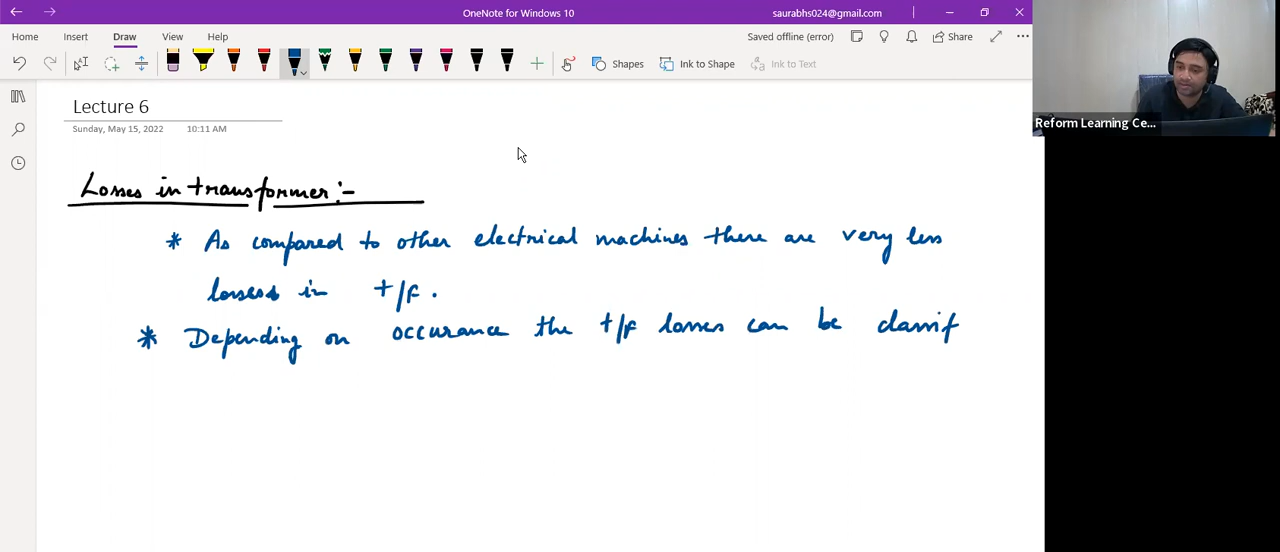 OneNote for Windows 10
saurabhs024@gmail.com
Home Insert Draw View Help
Saved offline (error) Share
Shapes Ink to Shape Ink to Text
Lecture 6
Sunday, May 15, 2022 10:11 AM
Reform Learning Ce...
Losses in transformer :-
* As compared to other electrical machines there are very less
losses in t/f.
* Depending on occurance the t/f losses can be classif